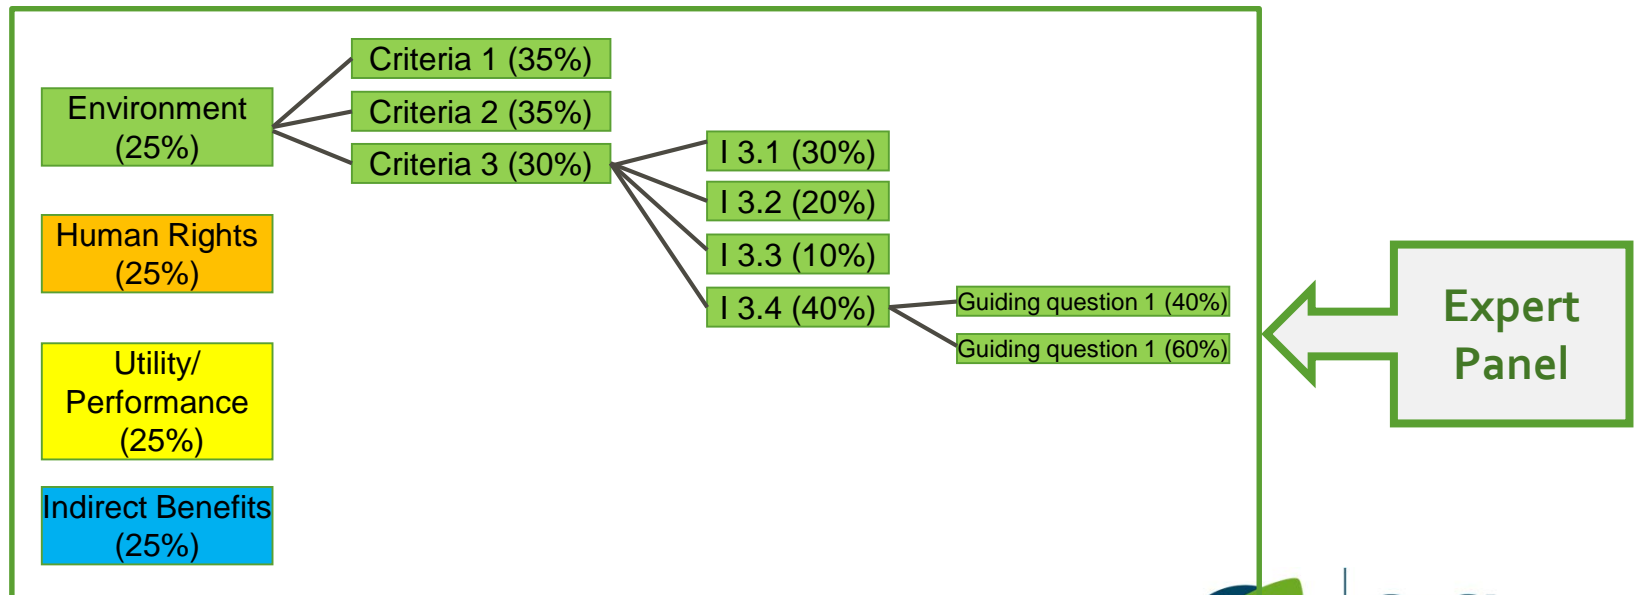 Environment
(25%)
Criteria 1 (35%)
Criteria 2 (35%)
Criteria 3 (30%)
I 3.1 (30%)
I 3.2 (20%)
I 3.3 (10%)
I 3.4 (40%)
Guiding question 1 (40%)
Guiding question 1 (60%)
Human Rights
(25%)
Utility/
Performance
(25%)
Indirect Benefits
(25%)
Expert
Panel